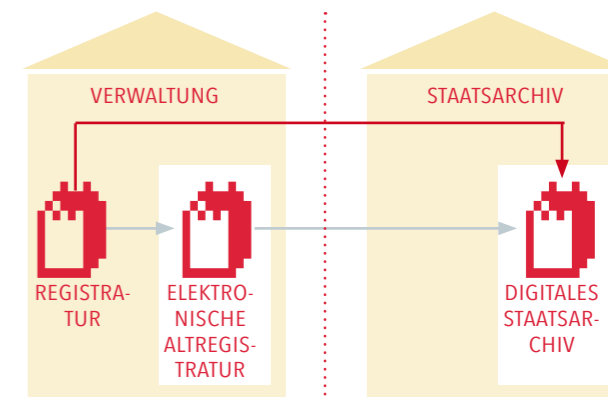 VERWALTUNG
STAATSARCHIV
REGISTRA-
TUR
ELEKTRO-
NISCHE
ALTREGIS-
TRATUR
DIGITALES
STAATSAR-
CHIV